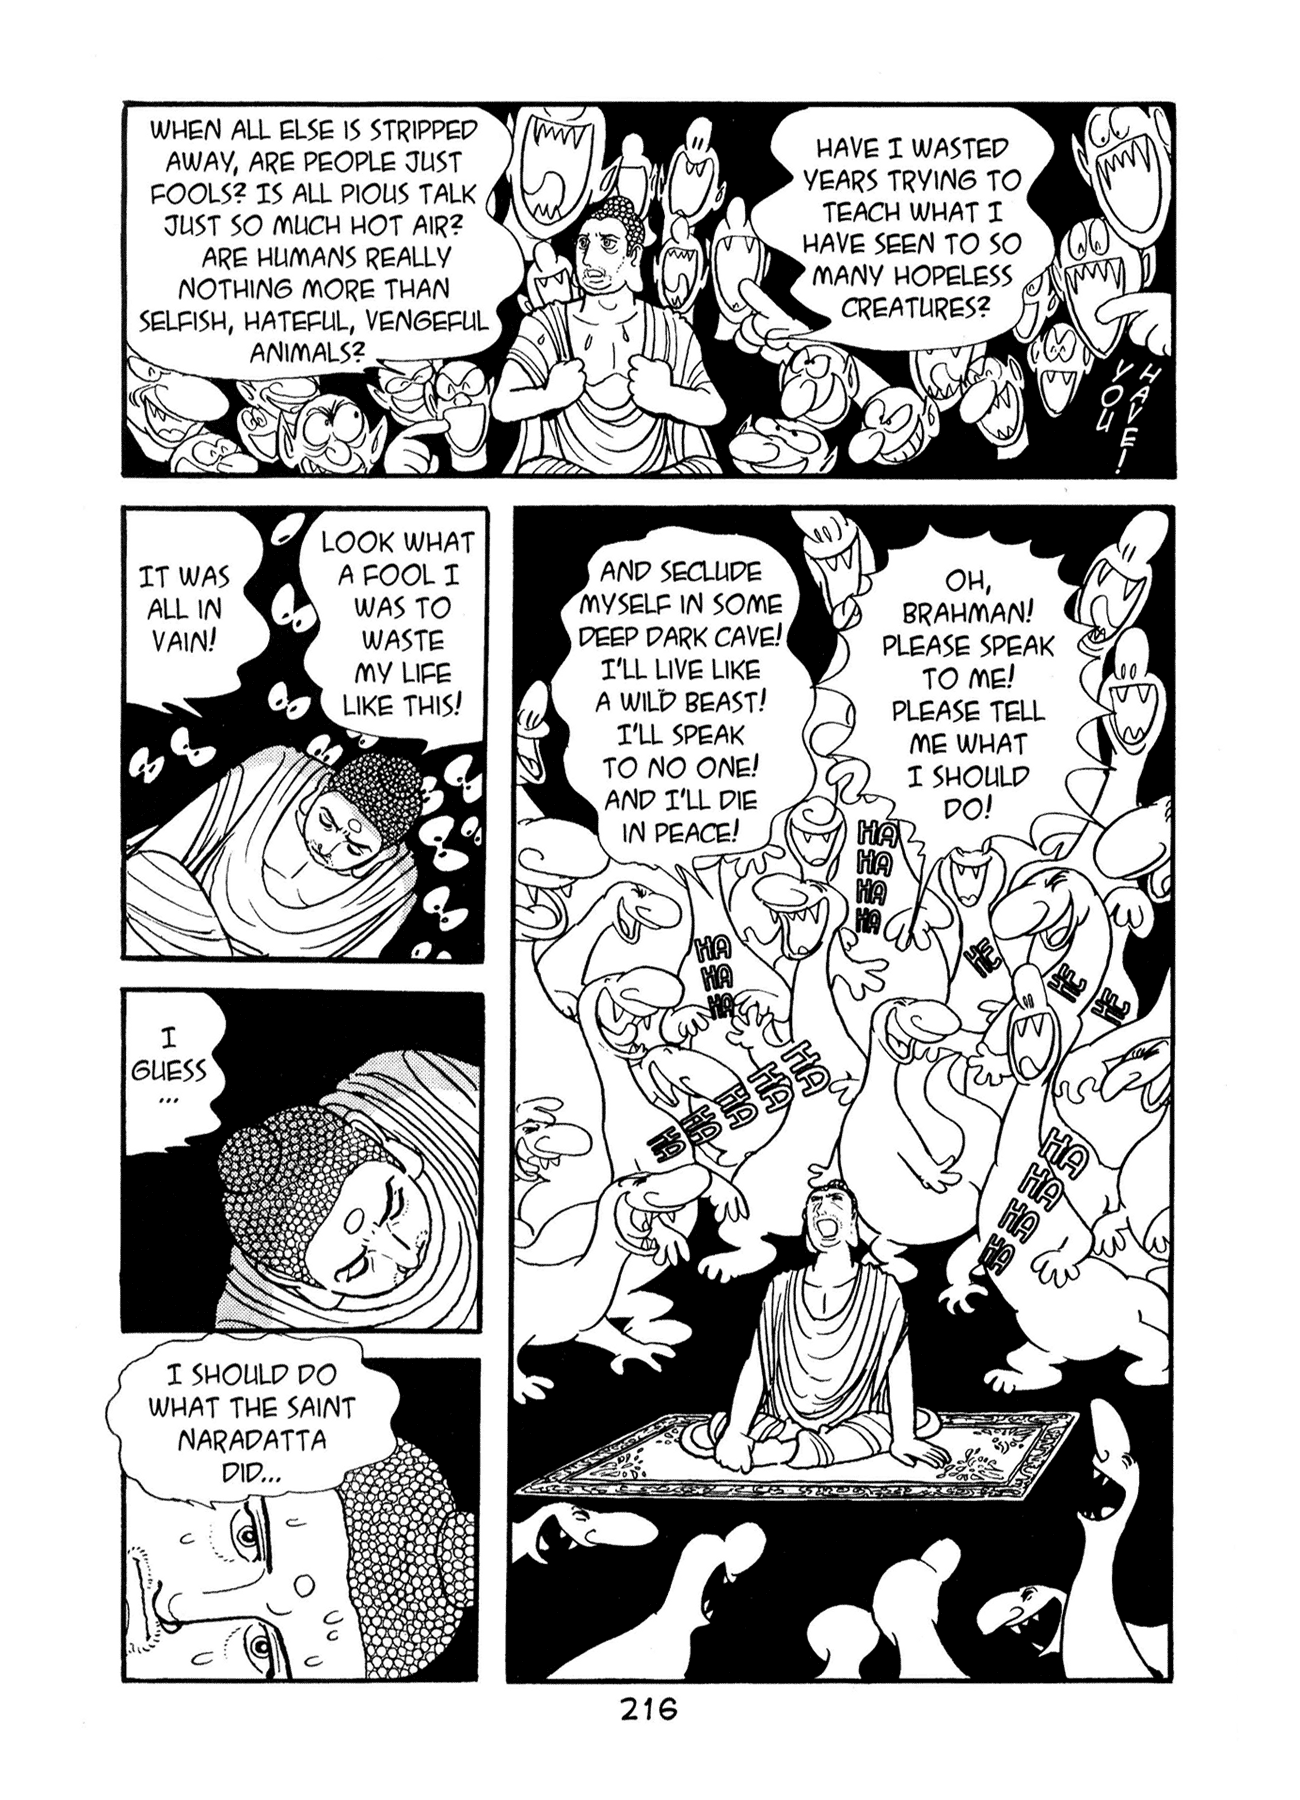 WHEN ALL ELSE IS STRIPPED
AWAY, ARE PEOPLE JUST
FOOLS? IS ALL PIOUS TALK
JUST SO MUCH HOT AIR?
ARE HUMANS REALLY
NOTHING MORE THAN
SELFISH, HATEFUL, VENGEFUL
ANIMALS?
HAVE I WASTED
YEARS TRYING TO
TEACH WHAT I
HAVE SEEN TO SO
MANY HOPELESS
CREATURES?
YOU
HAVE!
IT WAS
ALL IN
VAIN!
LOOK WHAT
A FOOL I
WAS TO
WASTE
MY LIFE
LIKE THIS!
I
GUESS
...
I SHOULD DO
WHAT THE SAINT
NARADATTA
DID...
AND SECLUDE
MYSELF IN SOME
DEEP DARK CAVE!
I'LL LIVE LIKE
A WILD BEAST!
I'LL SPEAK
TO NO ONE!
AND I'LL DIE
IN PEACE!
OH,
BRAHMAN!
PLEASE SPEAK
TO ME!
PLEASE TELL
ME WHAT
I SHOULD
DO!
HA
HA
HA
HA
HA
HA
HA
HE
HE
HE
HA HA HA HA HA
HA
HA
HA
HA
216